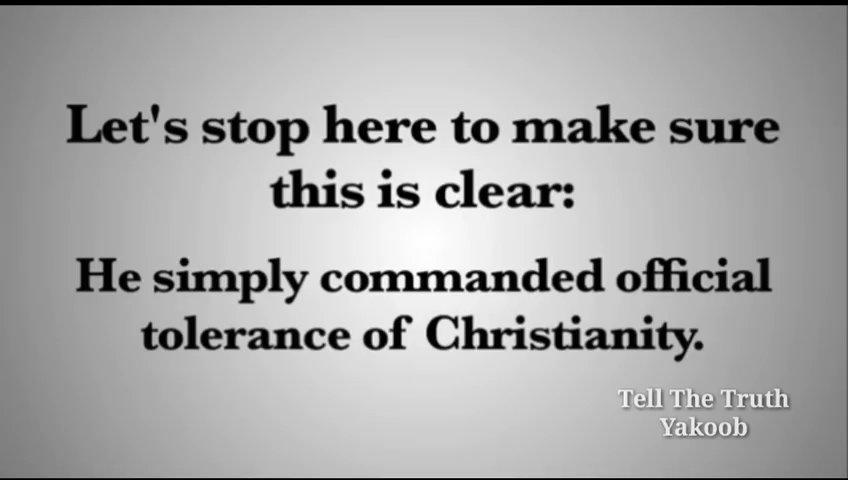 Let's stop here to make sure
this is clear:
He simply commanded official
tolerance of Christianity.
Tell The Truth
Yakoob